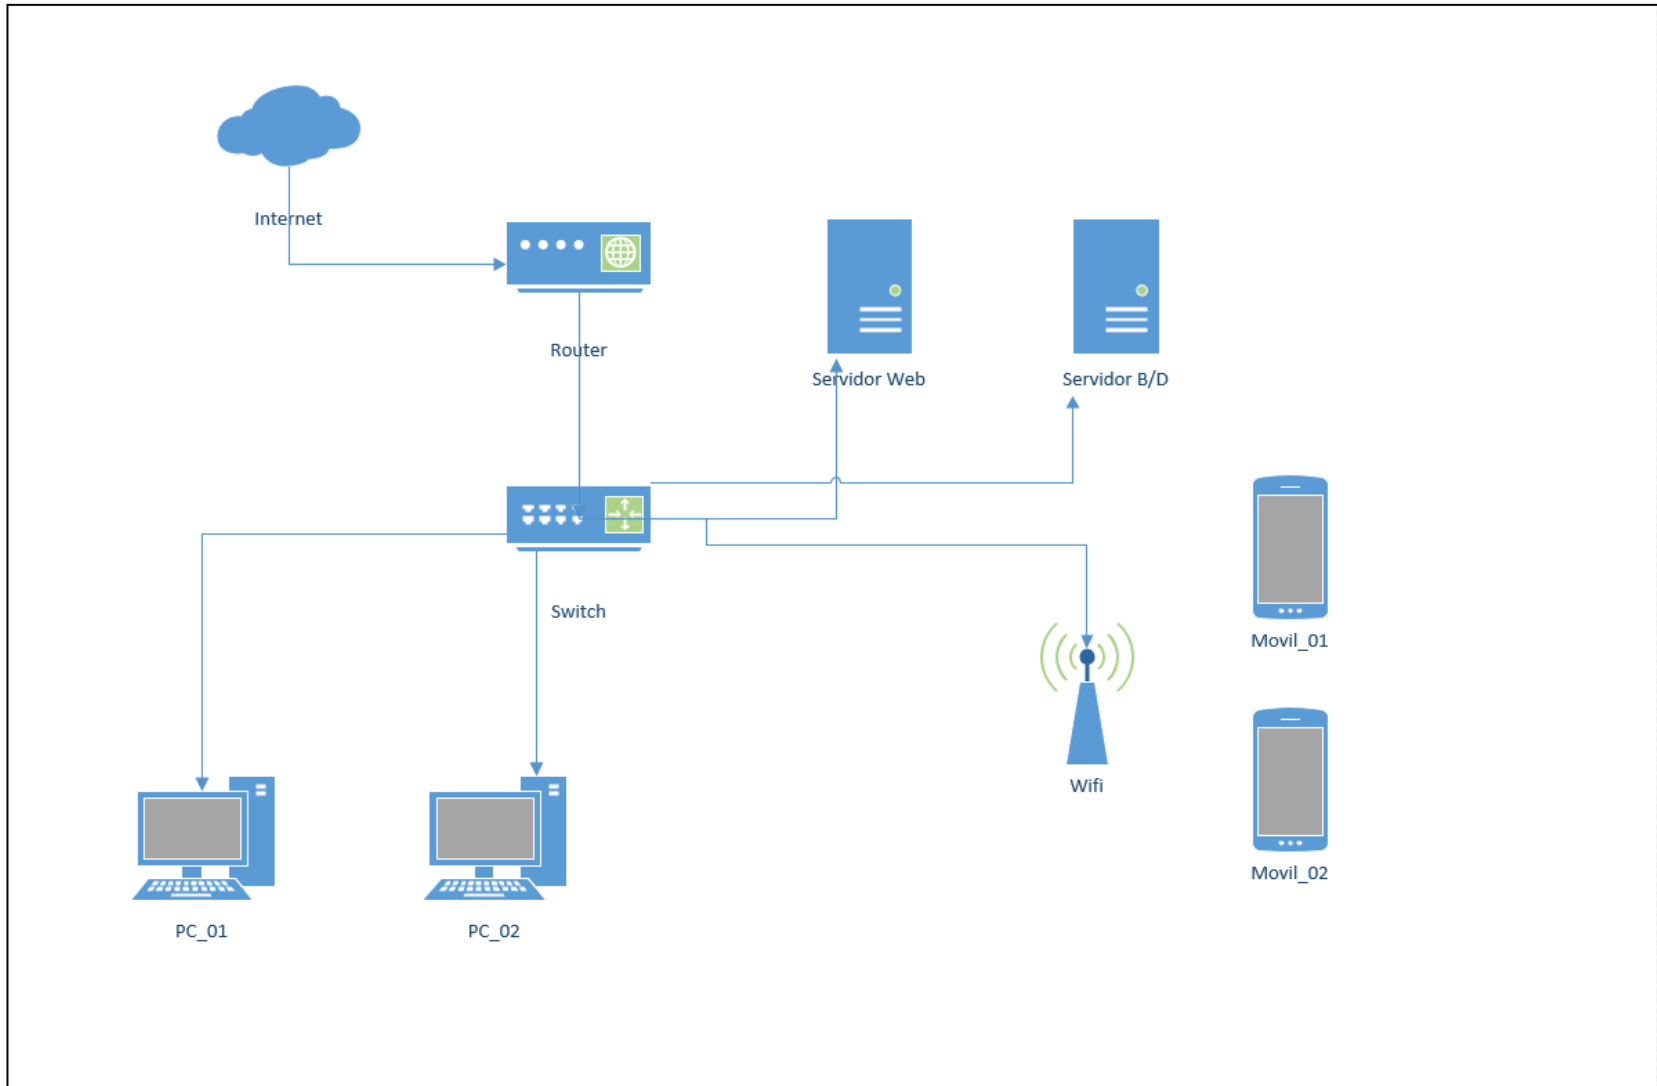 Internet
Router
Servidor Web
Servidor B/D
Switch
Movil_01
Wifi
Movil_02
PC_01
PC_02